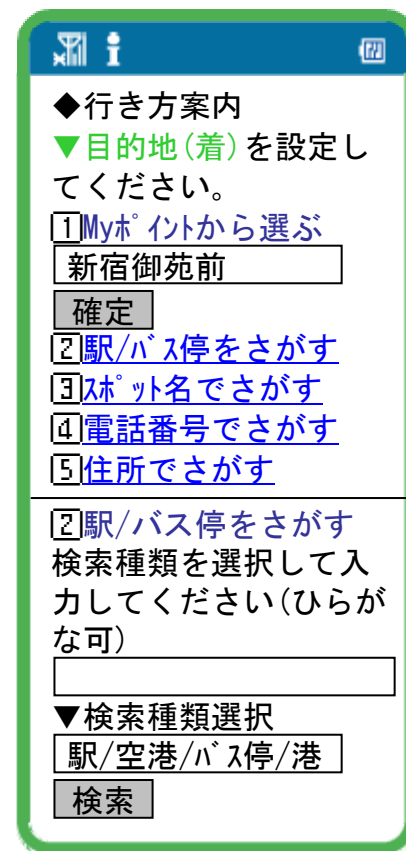 ◆行き方案内
▼目的地(着)を設定し
てください。
1Myﾎﾟｲﾝﾄから選ぶ
新宿御苑前
確定
2駅/ﾊﾞｽ停をさがす
3ｽﾎﾟｯﾄ名でさがす
4電話番号でさがす
5住所でさがす
2駅/バス停をさがす
検索種類を選択して入
力してください(ひらが
な可)
▼検索種類選択
駅/空港/ﾊﾞｽ停/港
検索